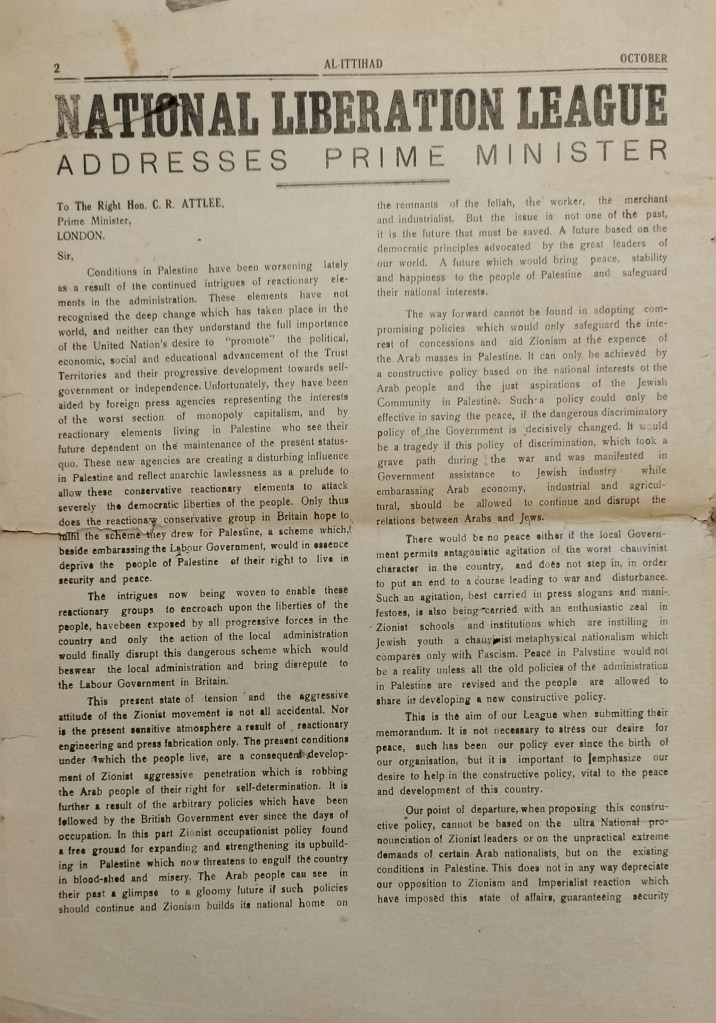 2
AL-ITTIHAD
OCTOBER
NATIONAL LIBERATION LEAGUE
ADDRESSES PRIME MINISTER
To The Right Hon. C. R. ATTLEE,
Prime Minister,
LONDON.
Sir,
Conditions in Palestine have been worsening lately
as a result of the continued intrigues of reactionary ele-
ments in the administration. These elements have not
recognised the deep change which has taken place in the
world, and neither can they understand the full importance
of the United Nation's desire to "promote" the political,
economic, social and educational advancement of the Trust
Territories and their progressive development towards self-
government or independence. Unfortunately, they have been
aided by foreign press agencies representing the interests
of the worst section of monopoly capitalism, and by
reactionary elements living in Palestine who see their
future dependent on the maintenance of the present status-
quo. These new agencies are creating a disturbing influence
in Palestine and reflect anarchic lawlessness as a prelude to
allow these conservative reactionary elements to attack
severely the democratic liberties of the people. Only thus
does the reactionary conservative group in Britain hope to
fulfil the scheme they drew for Palestine, a scheme which,
beside embarassing the Labour Government, would in essence
deprive the people of Palestine of their right to live in
security and peace.
The intrigues now being woven to enable these
reactionary groups to encroach upon the liberties of the
people, havebeen exposed by all progressive forces in the
country and only the action of the local administration
would finally disrupt this dangerous scheme which would
beswear the local administration and bring disrepute to
the Labour Government in Britain.
This present state of tension and the aggressive
attitude of the Zionist movement is not all accidental. Nor
is the present sensitive atmosphere a result of reactionary
engineering and press fabrication only. The present conditions
under which the people live, are a consequent develop-
ment of Zionist aggressive penetration which is robbing
the Arab people of their right for self-determination. It is
further a result of the arbitrary policies which have been
followed by the British Government ever since the days of
occupation. In this part Zionist occupationist policy found
a free ground for expanding and strengthening its upbuild-
ing in Palestine which now threatens to engulf the country
in blood-shed and misery. The Arab people can see in
their past a glimpse to a gloomy future if such policies
should continue and Zionism builds its national home on
the remnants of the fellah, the worker, the merchant
and industrialist. But the issue is not one of the past,
it is the future that must be saved. A future based on the
democratic principles advocated by the great leaders of
our world. A future which would bring peace, stability
and happiness to the people of Palestine and safeguard
their national interests.
The way forward cannot be found in adopting com-
promising policies which would only safeguard the inte-
rest of concessions and aid Zionism at the expence of
the Arab masses in Palestine. It can only be achieved by
a constructive policy based on the national interests of the
Arab people and the just aspirations of the Jewish
Community in Palestine. Such a policy could only be
effective in saving the peace, if the dangerous discriminatory
policy of the Government is decisively changed. It would
be a tragedy if this policy of discrimination, which took a
grave path during the war and was manifested in
Government assistance to Jewish industry while
embarassing Arab economy, industrial and agricul-
tural, should be allowed to continue and disrupt the
relations between Arabs and Jews.
There would be no peace either if the local Govern-
ment permits antagonistic agitation of the worst chauvinist
character in the country, and does not step in, in order
to put an end to a course leading to war and disturbance.
Such an agitation, best carried in press slogans and mani-
festoes, is also being carried with an enthusiastic zeal in
Zionist schools and institutions which are instilling in
Jewish youth a chauvinist metaphysical nationalism which
compares only with Fascism. Peace in Palvstine would not
be a reality unless all the old policies of the administration
in Palestine are revised and the people are allowed to
share in developing a new constructive policy.
This is the aim of our League when submitting their
memorandum. It is not necessary to stress our desire for
peace, such has been our policy ever since the birth of
our organisation, but it is important to emphasize our
desire to help in the constructive policy, vital to the peace
and development of this country.
Our point of departure, when proposing this constru-
ctive policy, cannot be based on the ultra National pro-
nounciation of Zionist leaders or on the unpractical extreme
demands of certain Arab nationalists, but on the existing
conditions in Palestine. This does not in any way depreciate
our opposition to Zionism and Imperialist reaction which
have imposed this state of affairs, guaranteeing security